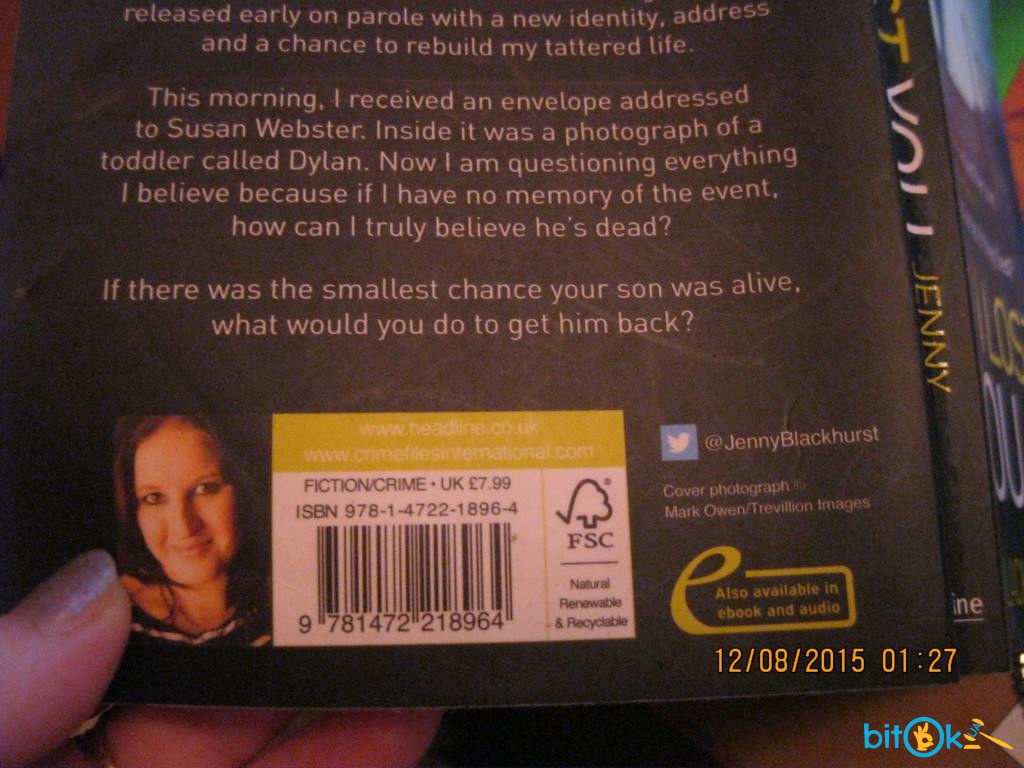 released early on parole with a new identity, address
and a chance to rebuild my tattered life.
This morning, I received an envelope addressed
to Susan Webster. Inside it was a photograph of a
toddler called Dylan. Now I am questioning everything
I believe because if I have no memory of the event,
how can I truly believe he's dead?
If there was the smallest chance your son was alive,
what would you do to get him back?
www.headline.co.uk
www.crimefilesinternational.com
FICTION/CRIME • UK £7.99
ISBN 978-1-4722-1896-4
9 781472 218964
FSC
Natural
Renewable
& Recyclable
@JennyBlackhurst
Cover photograph ©
Mark Owen/Trevillion Images
e
Also available in
ebook and audio
ST YOU JENNY
ine
LOS
OU
12/08/2015 01:27
bitOk UA